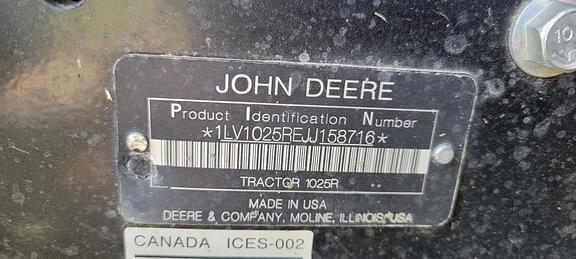 JOHN DEERE
Product Identification Number
*1LV1025REJJ158716*
TRACTOR 1025R
MADE IN USA
DEERE & COMPANY, MOLINE, ILLINOIS, USA
CANADA ICES-002
10